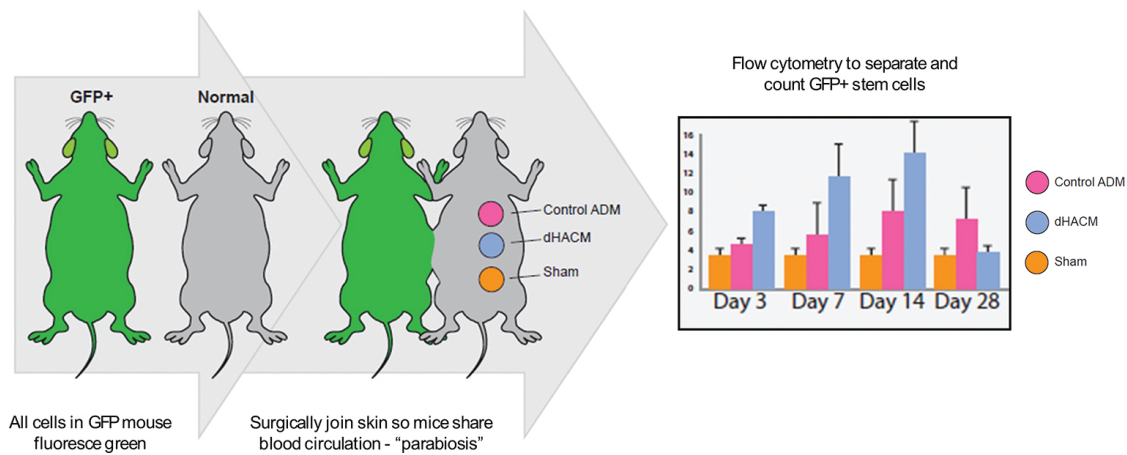 GFP+
Normal
Control ADM
dHACM
Sham
All cells in GFP mouse
fluoresce green
Surgically join skin so mice share
blood circulation - “parabiosis”
Flow cytometry to separate and
count GFP+ stem cells
16
14
12
10
8
6
4
2
0
Day 3 Day 7 Day 14 Day 28
Control ADM
dHACM
Sham